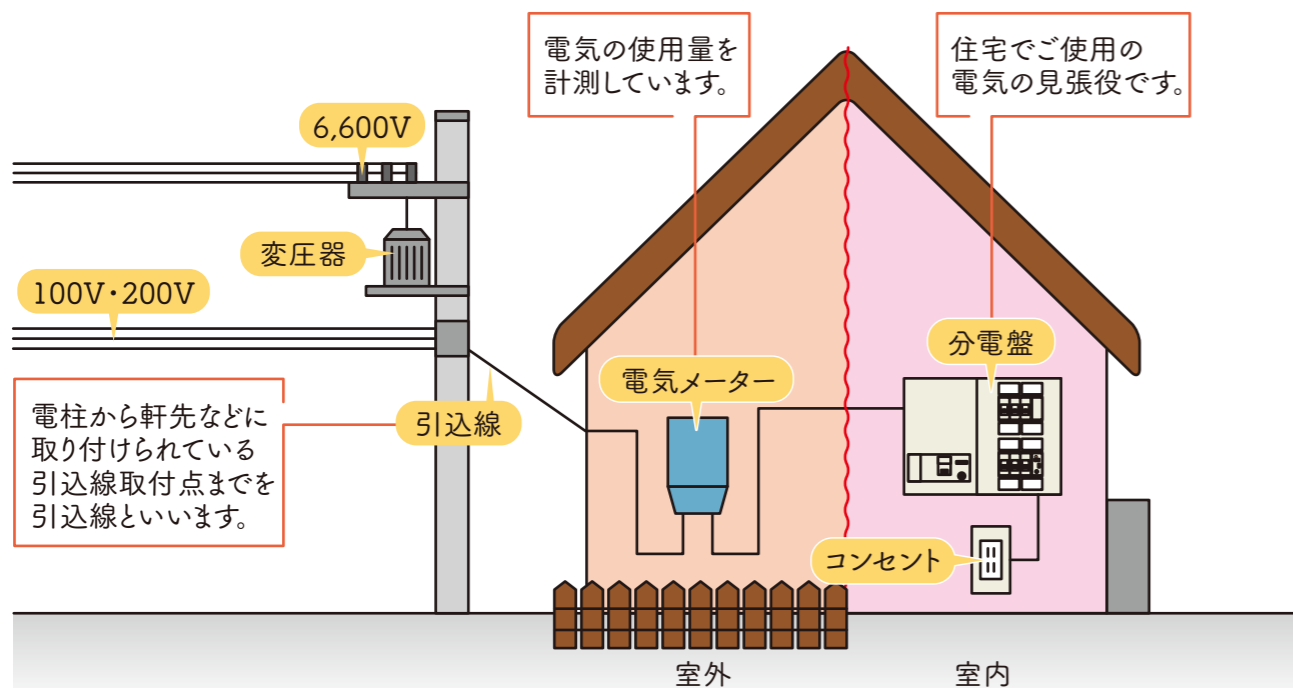 電気の使用量を
計測しています。
住宅でご使用の
電気の見張役です。
6,600V
変圧器
100V・200V
分電盤
電気メーター
電柱から軒先などに
取り付けられている
引込線取付点までを
引込線といいます。
引込線
コンセント
室外
室内